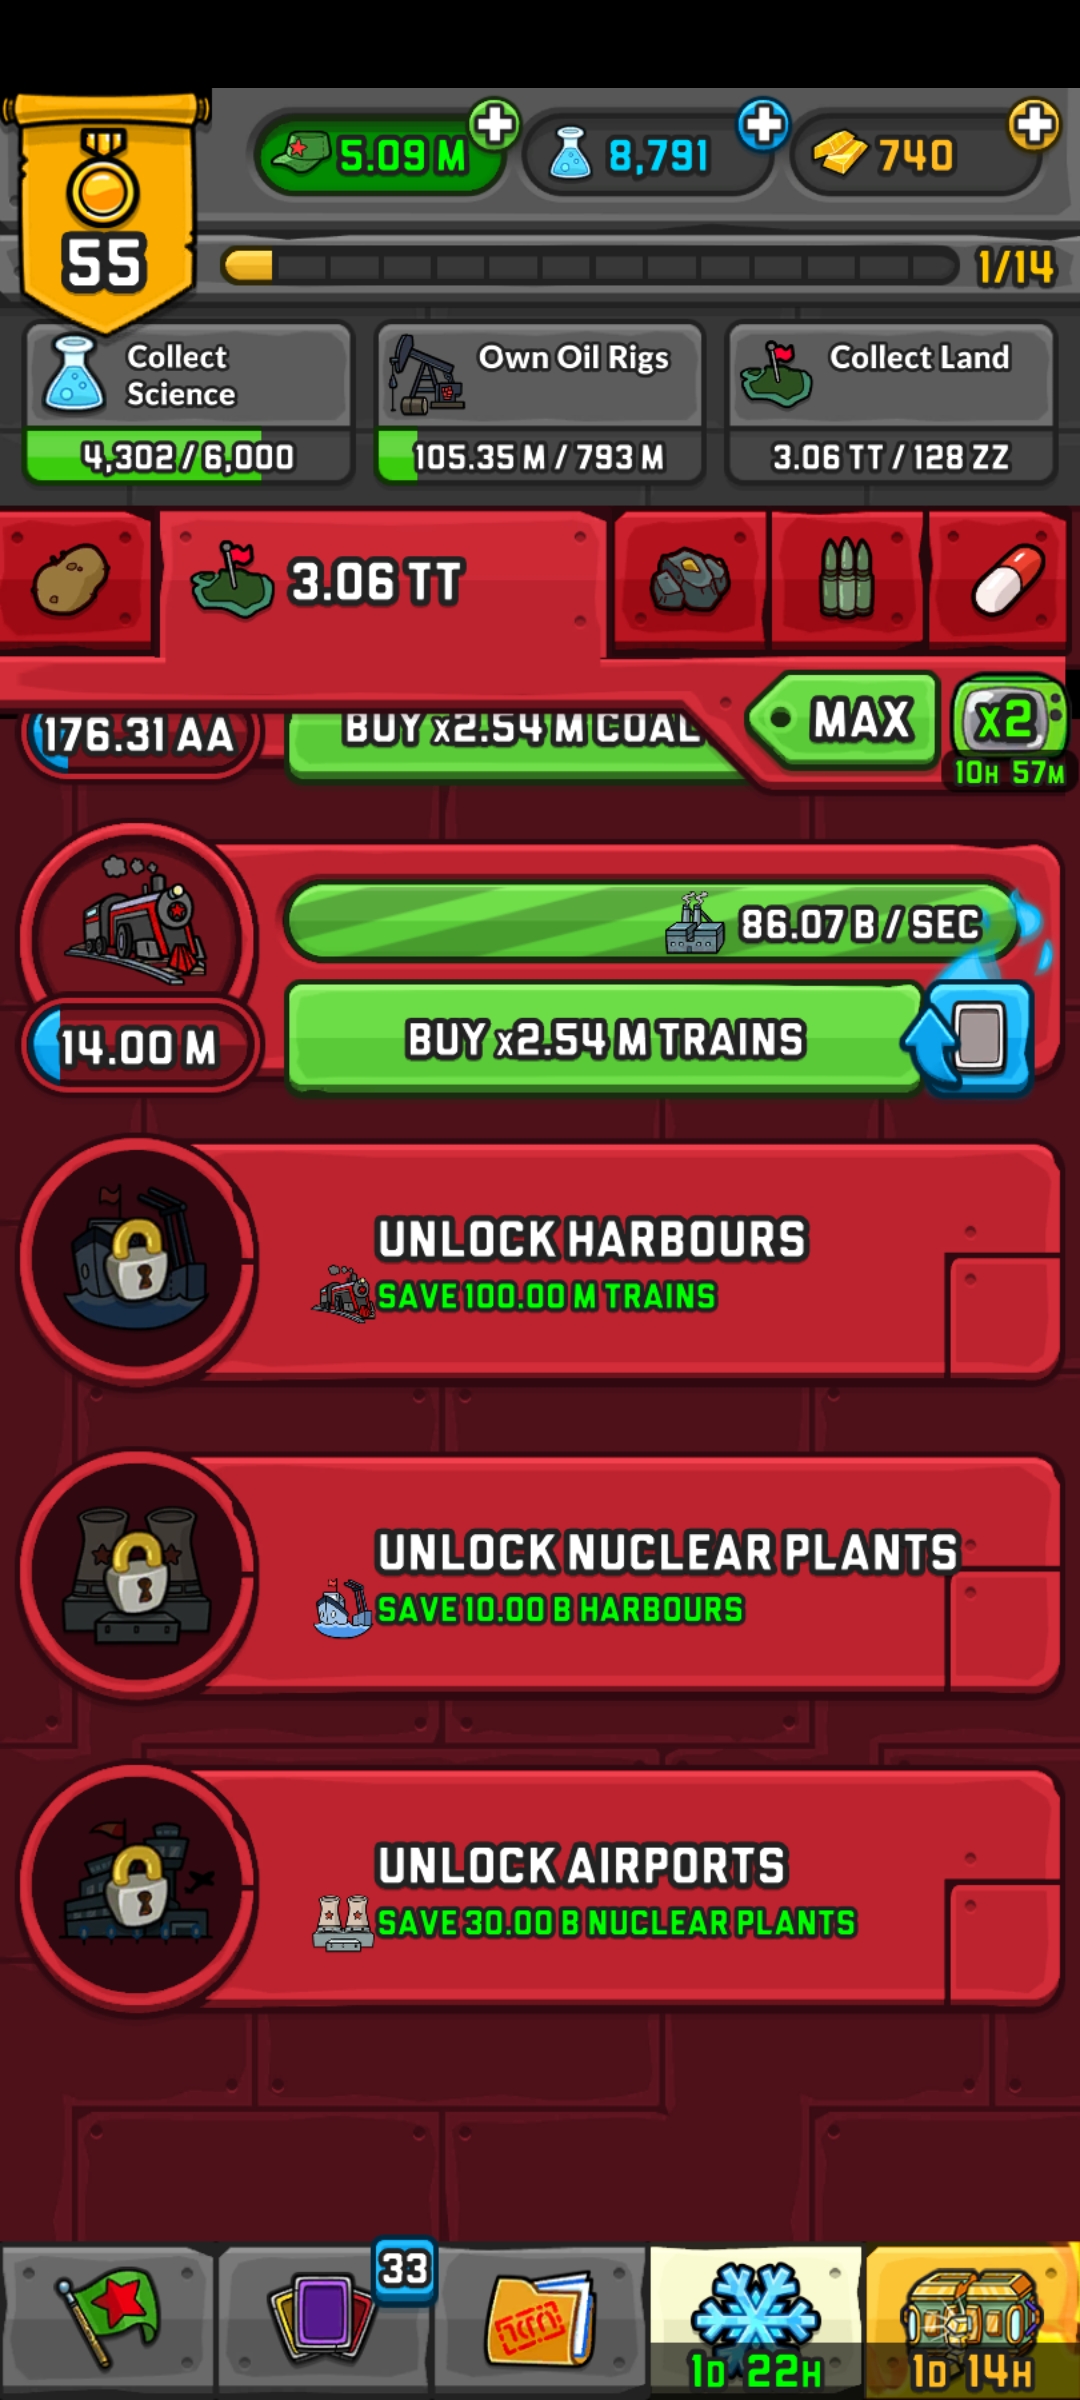 5.09 M
8,791
740
55
1/14
Collect
Science
4,302/6,000
Own Oil Rigs
105.35 M / 793 M
Collect Land
3.06 TT / 128 ZZ
3.06 TT
MAX
x2
10H 57M
176.31 AA
BUY x2.54 M COAL
86.07 B / SEC
14.00 M
BUY x2.54 M TRAINS
UNLOCK HARBOURS
SAVE 100.00 M TRAINS
UNLOCK NUCLEAR PLANTS
SAVE 10.00 B HARBOURS
UNLOCK AIRPORTS
SAVE 30.00 B NUCLEAR PLANTS
33
1D 22H
1D 14H